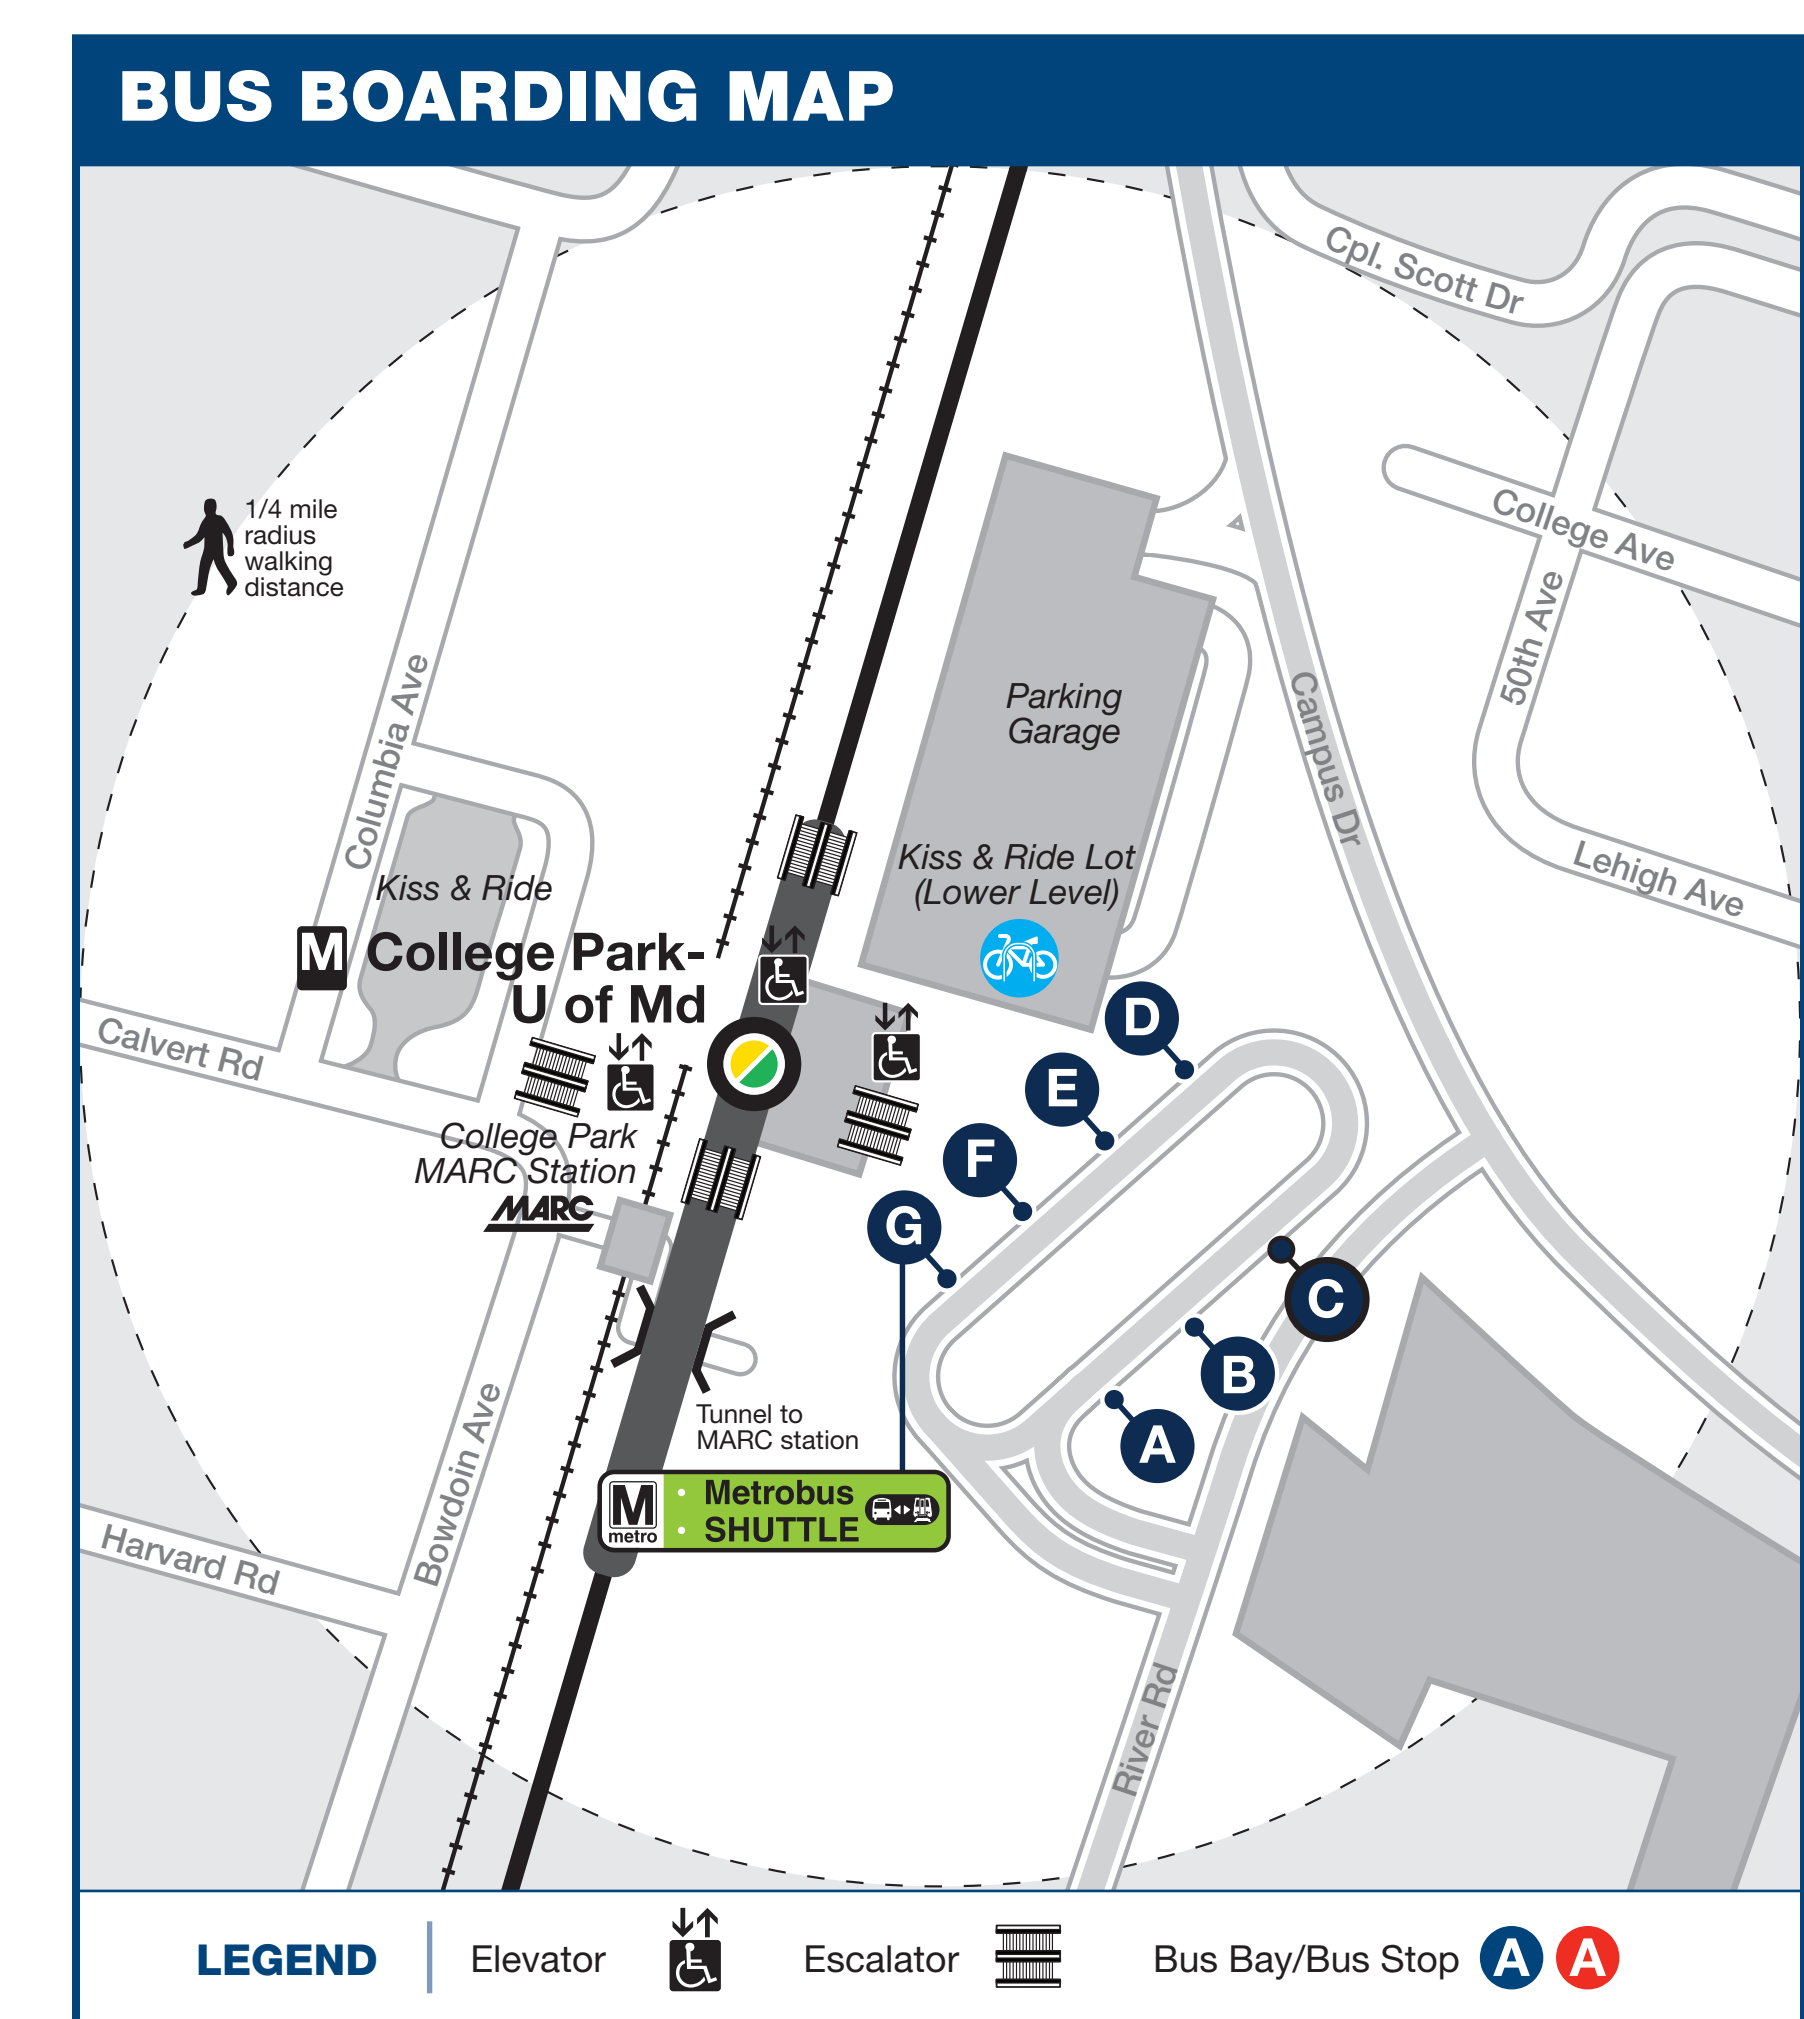 BUS BOARDING MAP
Cpl. Scott Dr
1/4 mile
radius
walking
distance
College Ave
50th Ave
Columbia Ave
Campus Dr
Parking
Garage
Kiss & Ride Lot
(Lower Level)
Lehigh Ave
Kiss & Ride
M College Park-
U of Md
Calvert Rd
D
E
F
G
College Park
MARC Station
MARC
C
B
A
Tunnel to
MARC station
M
metro
· Metrobus
· SHUTTLE
Bowdoin Ave
Harvard Rd
River Rd
LEGEND
Elevator
Escalator
Bus Bay/Bus Stop A A